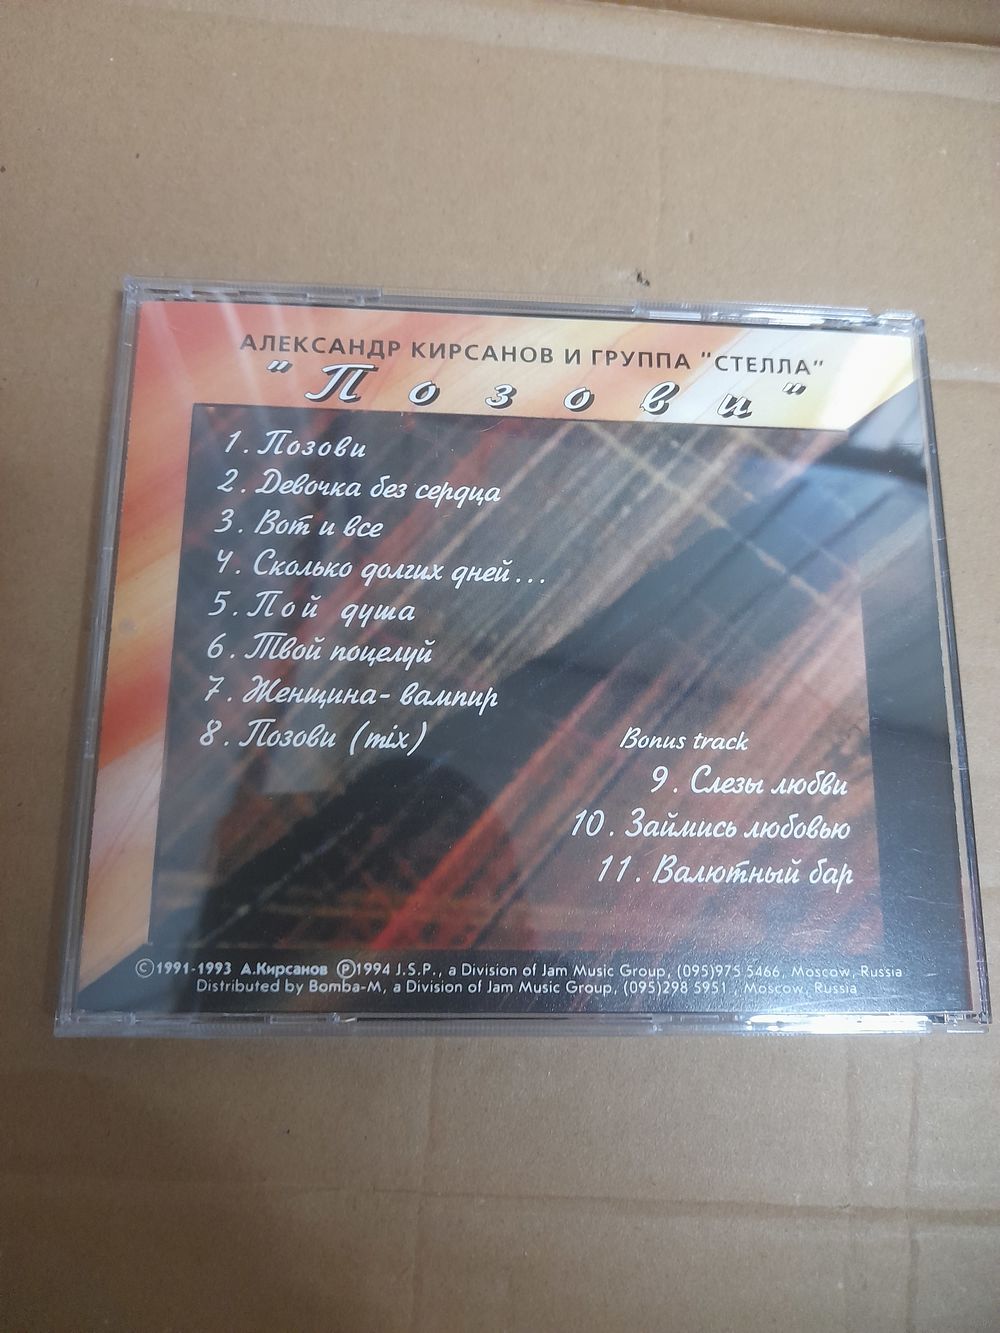 АЛЕКСАНДР КИРСАНОВ И ГРУППА "СТЕЛЛА"
"Позови"
1. Позови
2. Девочка без сердца
3. Вот и все
4. Сколько долгих дней...
5. Пой душа
6. Твой поцелуй
7. Женщина- вампир
8. Позови (mix)
Bonus track
9. Слезы любви
10. Займись любовью
11. Валютный бар
©1991-1993 А.Кирсанов ℗1994 J.S.P., a Division of Jam Music Group, (095)975 5466, Moscow, Russia
Distributed by Bomba-M, a Division of Jam Music Group, (095)298 5951, Moscow, Russia